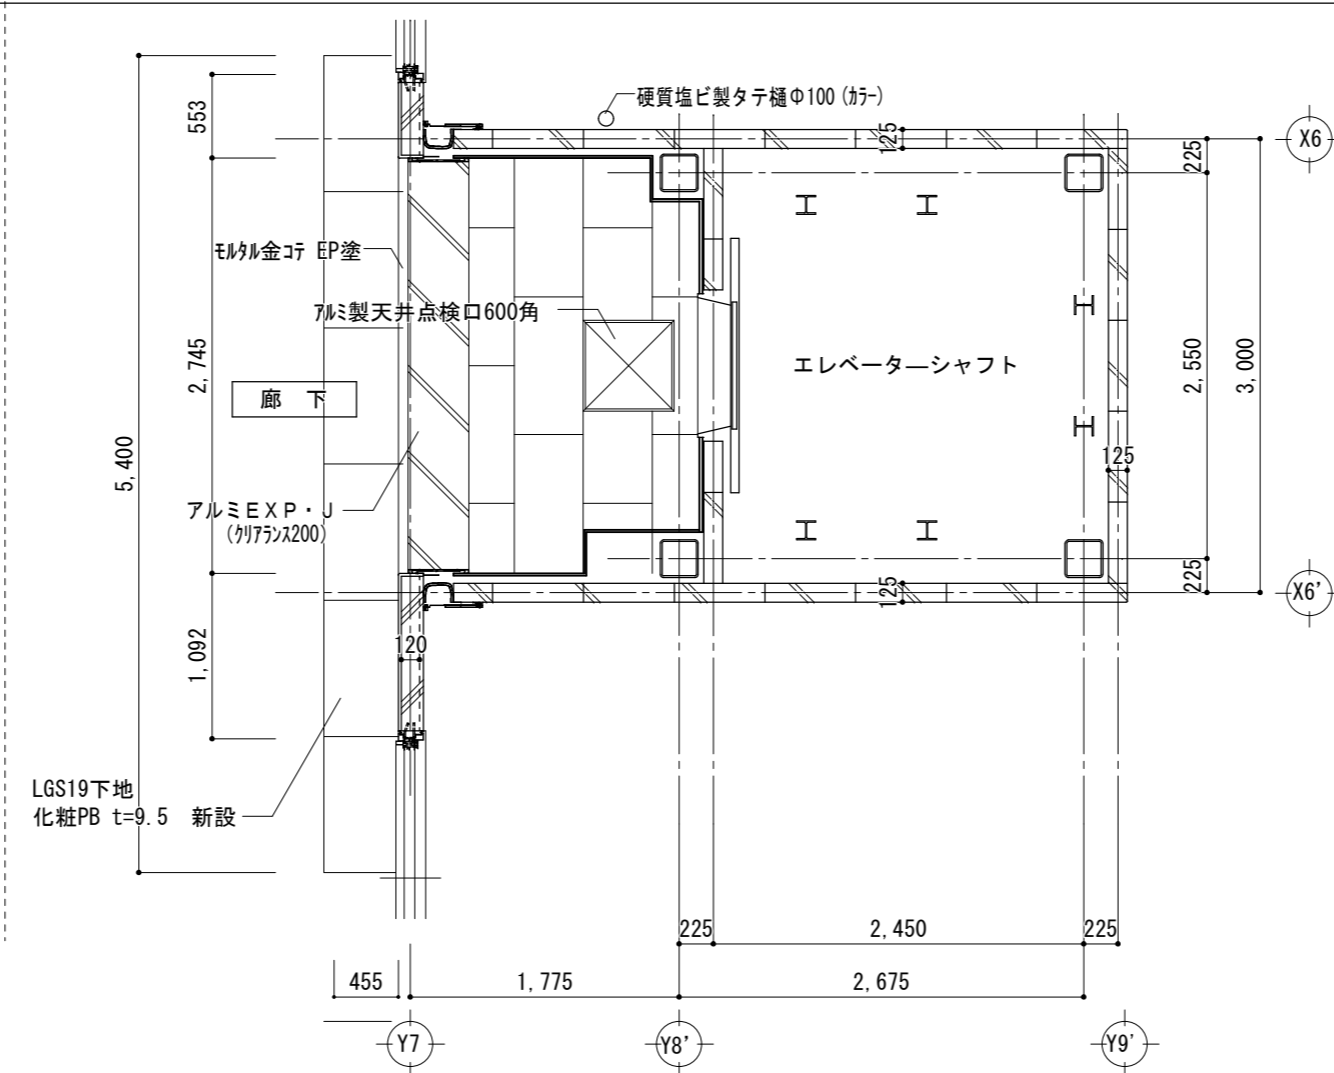 硬質塩ビ製タテ樋Φ100 (カラー)
X6
553
125
225
モルタル金コテ EP塗
アルミ製天井点検口600角
エレベーターシャフト
2,745
2,550
3,000
廊 下
5,400
125
アルミEXP・J
(クリアランス200)
125
225
X6'
1,092
120
LGS19下地
化粧PB t=9.5 新設
225
2,450
225
455
1,775
2,675
Y7
Y8'
Y9'